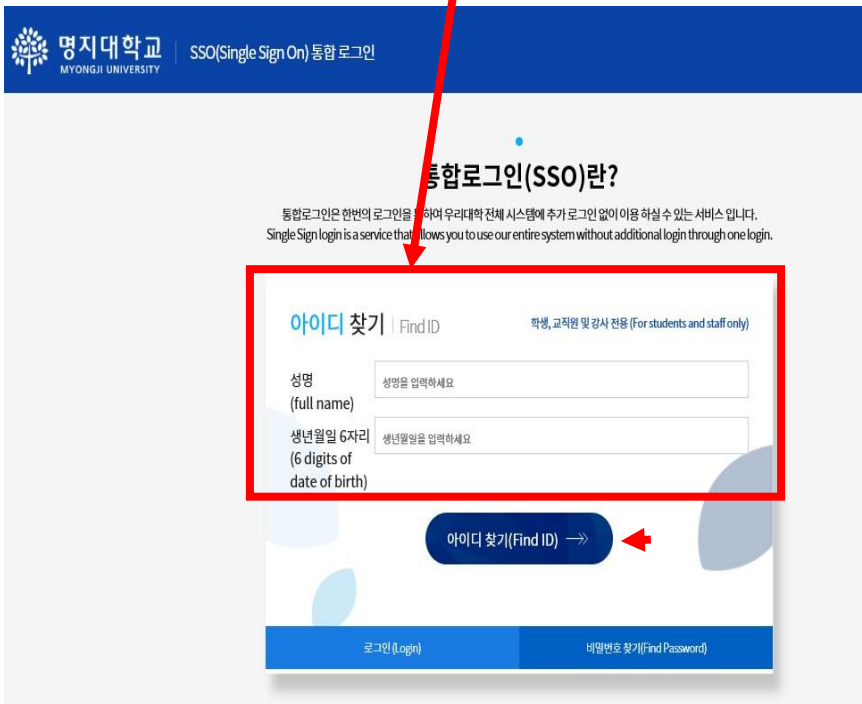 명지대학교
MYONGJI UNIVERSITY
SSO(Single Sign On) 통합 로그인
통합로그인(SSO)란?
통합로그인은 한번의 로그인을 통하여 우리대학 전체 시스템에 추가 로그인 없이 이용 하실 수 있는 서비스 입니다.
Single Sign login is a service that allows you to use our entire system without additional login through one login.
아이디 찾기 | Find ID
학생, 교직원 및 강사 전용 (For students and staff only)
성명
(full name)
성명을 입력하세요
생년월일 6자리
(6 digits of
date of birth)
생년월일을 입력하세요
아이디 찾기(Find ID)
로그인 (Login)
비밀번호 찾기(Find Password)